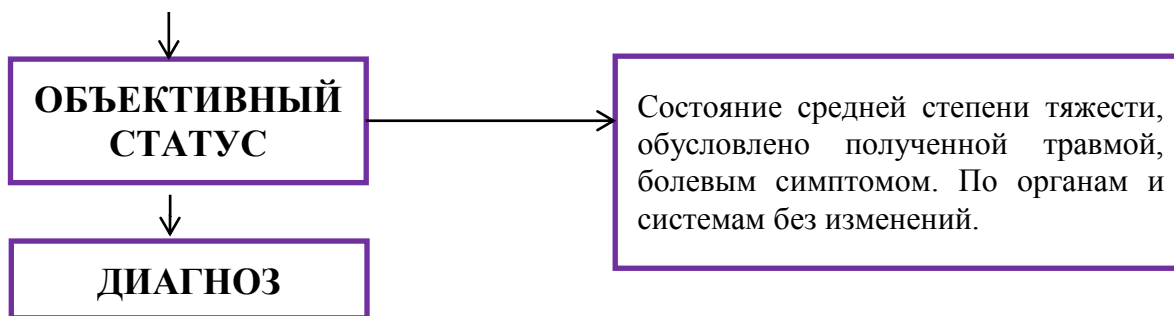 ОБЪЕКТИВНЫЙ
СТАТУС
Состояние средней степени тяжести,
обусловлено полученной травмой,
болевым симптомом. По органам и
системам без изменений.
ДИАГНОЗ